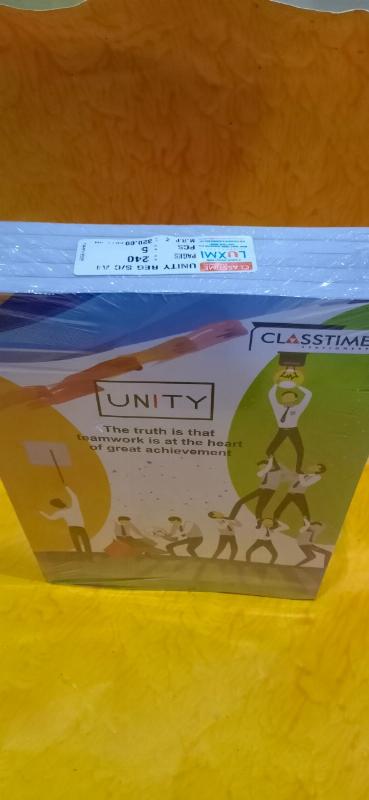 CLASSTIME
LUXMI
UNITY REG S/C
PAGES : 240
PCS : 5
M.R.P ₹ : 320.00
CLASSTIME
STATIONERY
UNITY
The truth is that
teamwork is at the heart
of great achievement